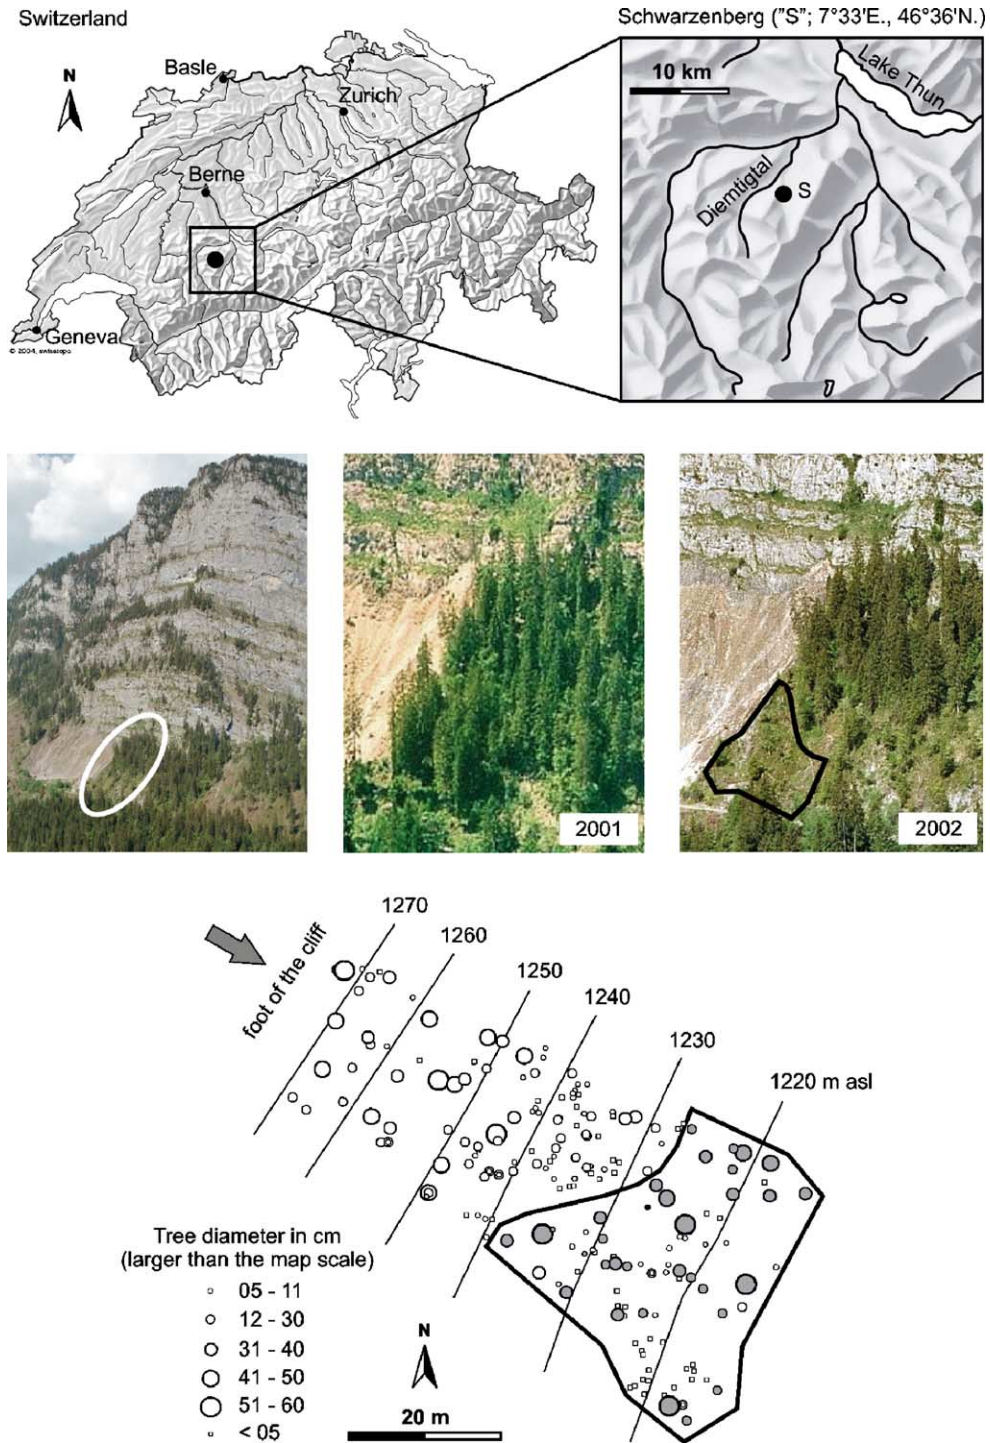 Switzerland
Schwarzenberg ("S"; 7°33'E., 46°36'N.)
N
Basle
Zurich
Berne
Geneva
© 2004, swisstopo
10 km
Lake Thun
Diemtigtal
S
2001
2002
foot of the cliff
1270
1260
1250
1240
1230
1220 m asl
Tree diameter in cm
(larger than the map scale)
05 - 11
12 - 30
31 - 40
41 - 50
51 - 60
< 05
N
20 m